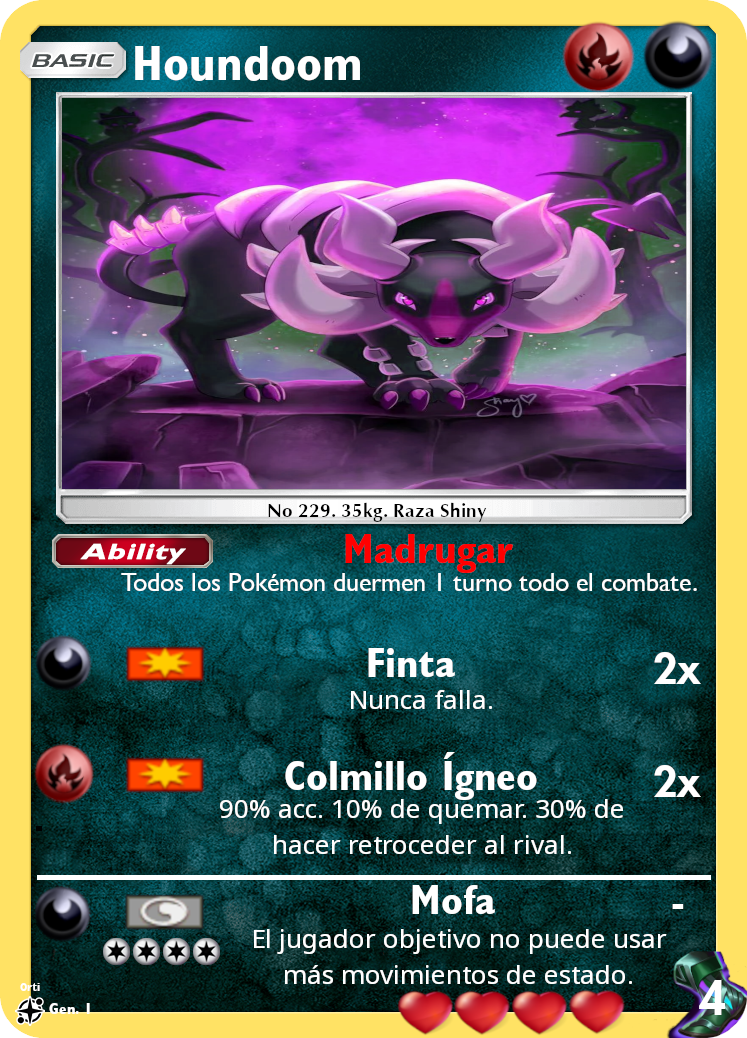 BASIC Houndoom
Shay
No 229. 35kg. Raza Shiny
Ability Madrugar
Todos los Pokémon duermen 1 turno todo el combate.
Finta 2x
Nunca falla.
Colmillo Ígneo 2x
90% acc. 10% de quemar. 30% de
hacer retroceder al rival.
Mofa -
El jugador objetivo no puede usar
más movimientos de estado.
Orti
Gen. 1
4